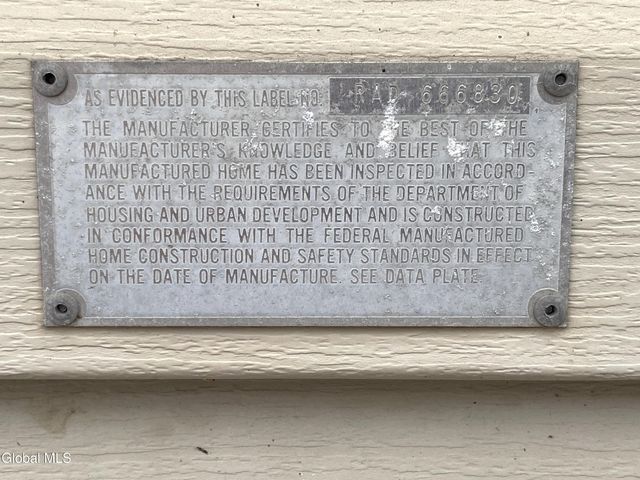 AS EVIDENCED BY THIS LABEL NO. RAD 666830
THE MANUFACTURER CERTIFIES TO THE BEST OF THE
MANUFACTURER'S KNOWLEDGE AND BELIEF THAT THIS
MANUFACTURED HOME HAS BEEN INSPECTED IN ACCORD-
ANCE WITH THE REQUIREMENTS OF THE DEPARTMENT OF
HOUSING AND URBAN DEVELOPMENT AND IS CONSTRUCTED
IN CONFORMANCE WITH THE FEDERAL MANUFACTURED
HOME CONSTRUCTION AND SAFETY STANDARDS IN EFFECT
ON THE DATE OF MANUFACTURE. SEE DATA PLATE.
Global MLS